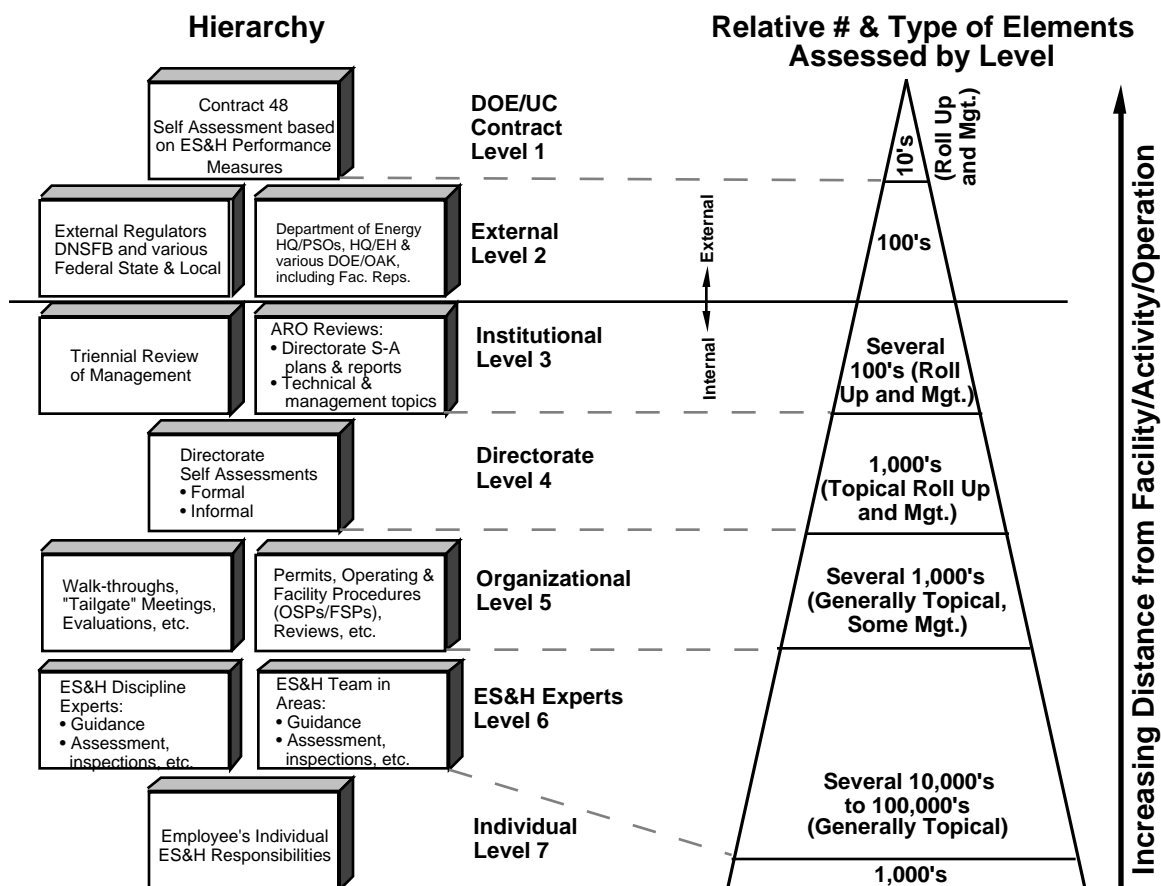 Hierarchy
Relative # & Type of Elements
Assessed by Level
Contract 48
Self Assessment based
on ES&H Performance
Measures
DOE/UC
Contract
Level 1
10's
(Roll Up
and Mgt.)
External Regulators
DNSFB and various
Federal State & Local
Department of Energy
HQ/PSOs, HQ/EH &
various DOE/OAK,
including Fac. Reps.
External
Level 2
External
100's
Triennial Review
of Management
ARO Reviews:
• Directorate S-A
plans & reports
• Technical &
management topics
Institutional
Level 3
Internal
Several
100's (Roll
Up and Mgt.)
Directorate
Self Assessments
• Formal
• Informal
Directorate
Level 4
1,000's
(Topical Roll Up
and Mgt.)
Walk-throughs,
"Tailgate" Meetings,
Evaluations, etc.
Permits, Operating &
Facility Procedures
(OSPs/FSPs),
Reviews, etc.
Organizational
Level 5
Several 1,000's
(Generally Topical,
Some Mgt.)
ES&H Discipline
Experts:
• Guidance
• Assessment,
inspections, etc.
ES&H Team in
Areas:
• Guidance
• Assessment,
inspections, etc.
ES&H Experts
Level 6
Several 10,000's
to 100,000's
(Generally Topical)
Employee's Individual
ES&H Responsibilities
Individual
Level 7
1,000's
Increasing Distance from Facility/Activity/Operation